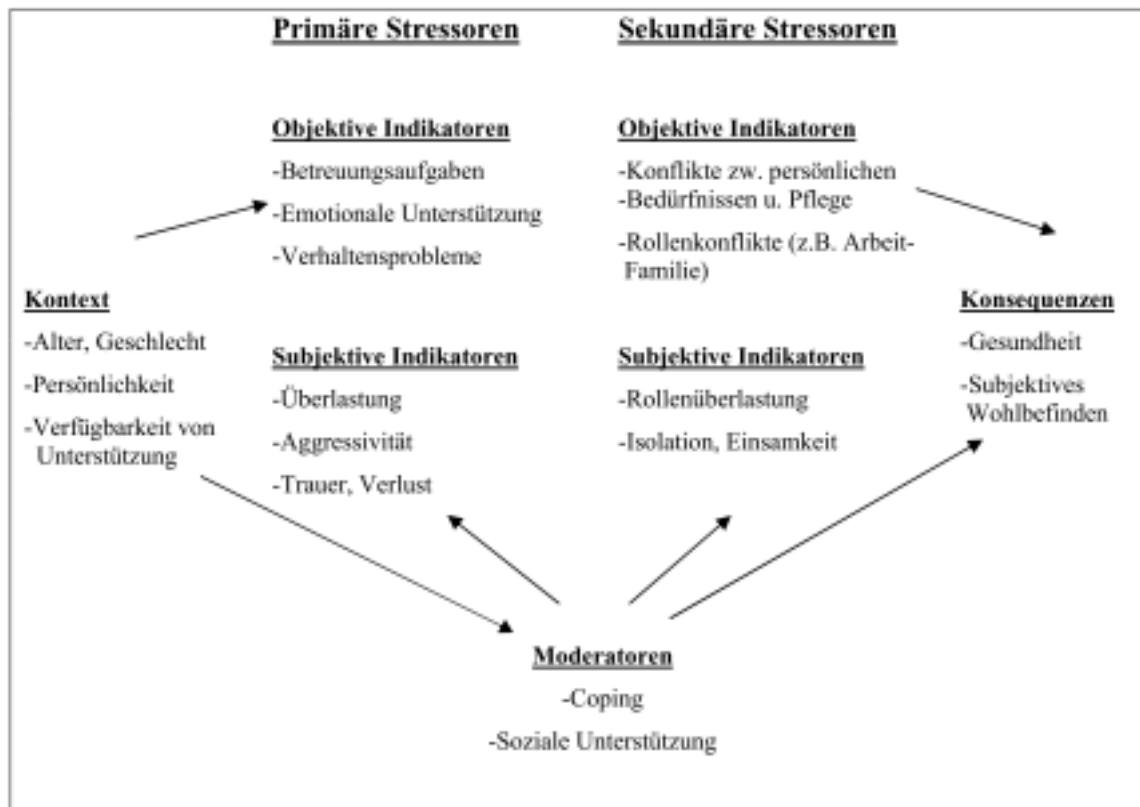 Primäre Stressoren
Sekundäre Stressoren
Objektive Indikatoren
-Betreuungsaufgaben
-Emotionale Unterstützung
-Verhaltensprobleme
Objektive Indikatoren
-Konflikte zw. persönlichen
-Bedürfnissen u. Pflege
-Rollenkonflikte (z.B. Arbeit-
Familie)
Kontext
-Alter, Geschlecht
-Persönlichkeit
-Verfügbarkeit von
Unterstützung
Subjektive Indikatoren
-Überlastung
-Aggressivität
-Trauer, Verlust
Subjektive Indikatoren
-Rollenüberlastung
-Isolation, Einsamkeit
Konsequenzen
-Gesundheit
-Subjektives
Wohlbefinden
Moderatoren
-Coping
-Soziale Unterstützung